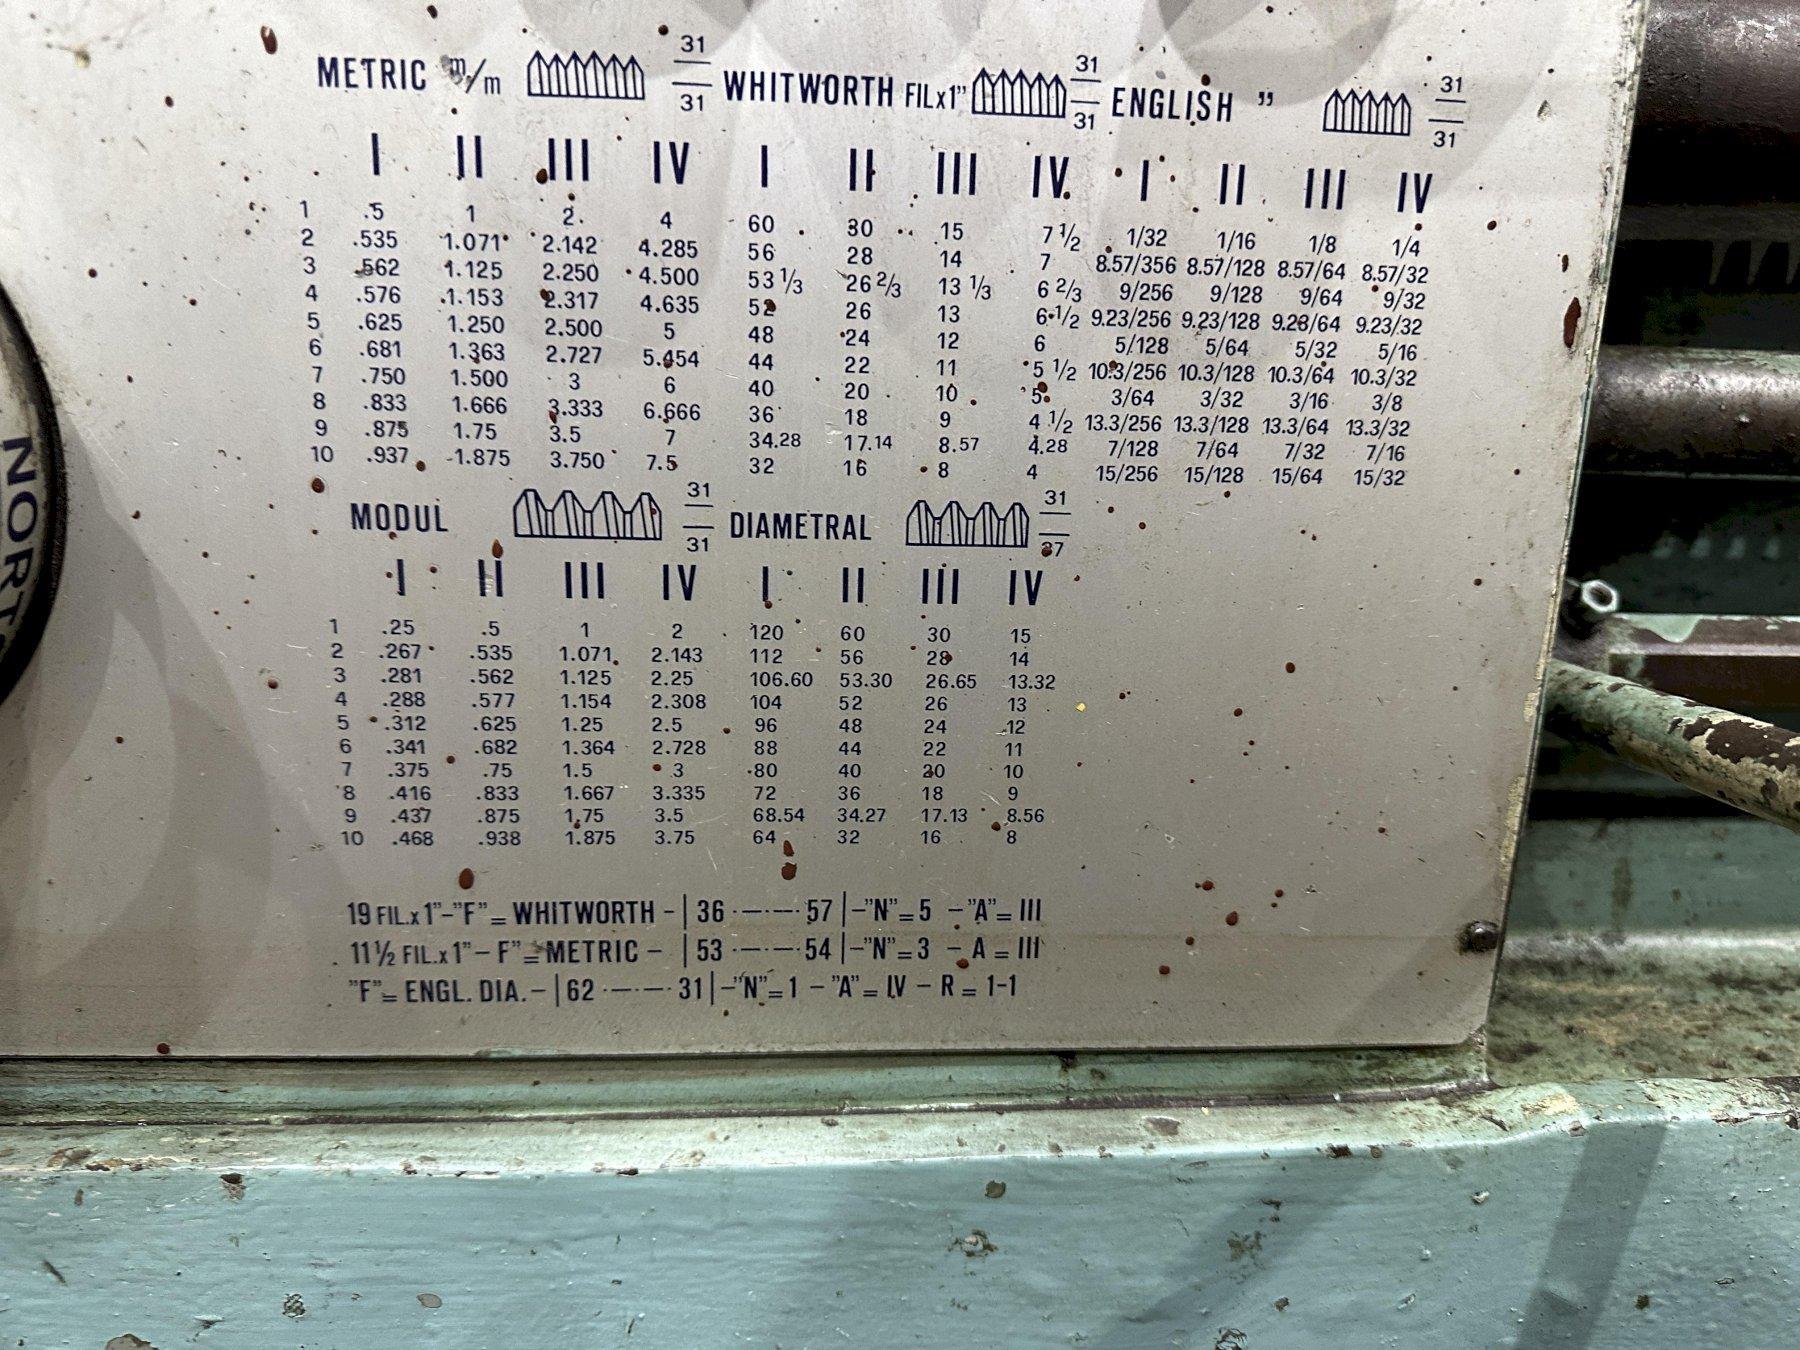 METRIC m/m 31 31 WHITWORTH FIL x 1" 31 31 ENGLISH " 31 31
I II III IV I II III IV I II III IV
1 .5 1 2. 4 60 30 15 7 1/2 1/32 1/16 1/8 1/4
2 .535 1.071 2.142 4.285 56 28 14 7 8.57/356 8.57/128 8.57/64 8.57/32
3 .562 1.125 2.250 4.500 53 1/3 26 2/3 13 1/3 6 2/3 9/256 9/128 9/64 9/32
4 .576 1.153 2.317 4.635 52 26 13 6 1/2 9.23/256 9.23/128 9.23/64 9.23/32
5 .625 1.250 2.500 5 48 24 12 6 5/128 5/64 5/32 5/16
6 .681 1.363 2.727 5.454 44 22 11 5 1/2 10.3/256 10.3/128 10.3/64 10.3/32
7 .750 1.500 3 6 40 20 10 5 3/64 3/32 3/16 3/8
8 .833 1.666 3.333 6.666 36 18 9 4 1/2 13.3/256 13.3/128 13.3/64 13.3/32
9 .875 1.75 3.5 7 34.28 17.14 8.57 4.28 7/128 7/64 7/32 7/16
10 .937 1.875 3.750 7.5 32 16 8 4 15/256 15/128 15/64 15/32
MODUL 31 31 DIAMETRAL 31 37
I II III IV I II III IV
1 .25 .5 1 2 120 60 30 15
2 .267 .535 1.071 2.143 112 56 28 14
3 .281 .562 1.125 2.25 106.60 53.30 26.65 13.32
4 .288 .577 1.154 2.308 104 52 26 13
5 .312 .625 1.25 2.5 96 48 24 12
6 .341 .682 1.364 2.728 88 44 22 11
7 .375 .75 1.5 3 80 40 20 10
8 .416 .833 1.667 3.335 72 36 18 9
9 .437 .875 1.75 3.5 68.54 34.27 17.13 8.56
10 .468 .938 1.875 3.75 64 32 16 8
19 FIL.x 1"-"F" = WHITWORTH - | 36 ·—·—· 57 | -"N" = 5 -"A" = III
11 1/2 FIL.x 1" - F" = METRIC - | 53 ·—·—· 54 | -"N" = 3 - A = III
"F" = ENGL. DIA. - | 62 ·—·—· 31 | -"N" = 1 - "A" = IV - R = 1-1